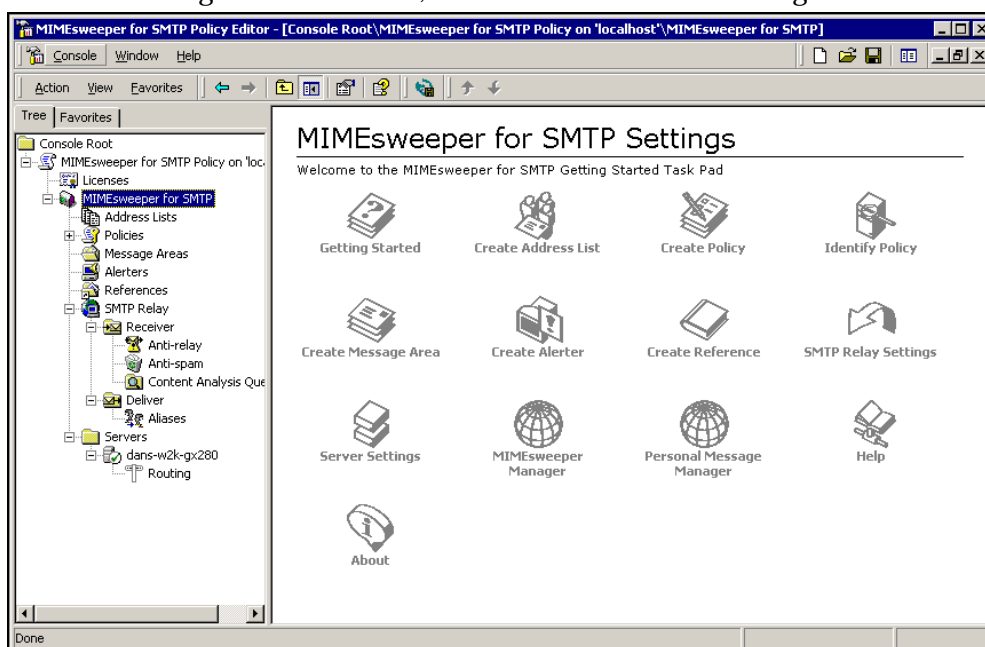 MIMEsweeper for SMTP Policy Editor - [Console Root\MIMEsweeper for SMTP Policy on 'localhost'\MIMEsweeper for SMTP]
Console Window Help
Action View Favorites
Tree Favorites
Console Root
MIMEsweeper for SMTP Policy on 'loc
Licenses
MIMEsweeper for SMTP
Address Lists
Policies
Message Areas
Alerters
References
SMTP Relay
Receiver
Anti-relay
Anti-spam
Content Analysis Que
Deliver
Aliases
Servers
dans-w2k-gx280
Routing
MIMEsweeper for SMTP Settings
Welcome to the MIMEsweeper for SMTP Getting Started Task Pad
Getting Started Create Address List Create Policy Identify Policy
Create Message Area Create Alerter Create Reference SMTP Relay Settings
Server Settings MIMEsweeper Manager Personal Message Manager Help
About
Done